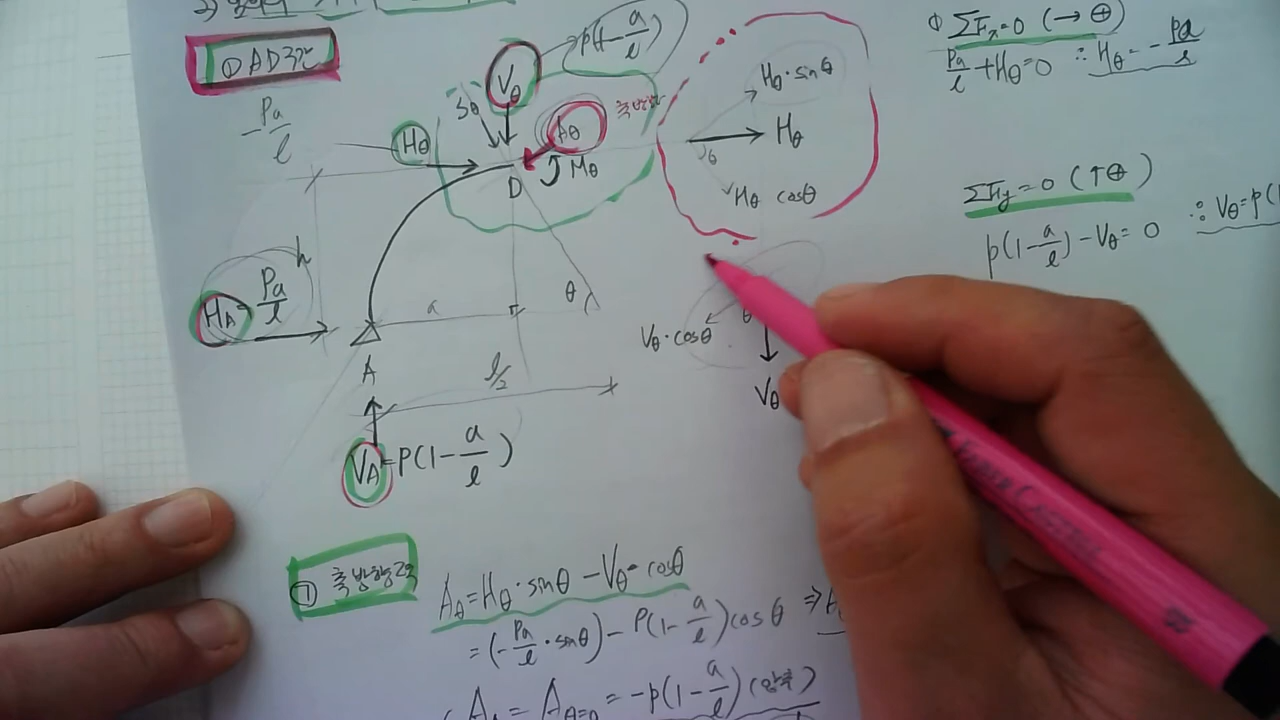 ① AD구간
-Pa/l
Vθ
P(1-a/l)
Sθ
Hθ
Aθ
축방향
Mθ
D
Hθ·sinθ
θ
Hθ
Hθ cosθ
① ΣFx=0 (→⊕)
Pa/l +Hθ=0 ∴ Hθ=-Pa/l
ΣFy=0 (↑⊕)
P(1-a/l)-Vθ=0 ∴ Vθ=P(
h
HA=Pa/l
a
θ
A
l/2
Vθ·cosθ
θ
Vθ
VA=P(1-a/l)
㉠ 축방향력
Aθ=Hθ·sinθ-Vθ·cosθ
=(-Pa/l·sinθ)-P(1-a/l)cosθ ⇒
= Aθ=0 = -P(1-a/l)(압축)